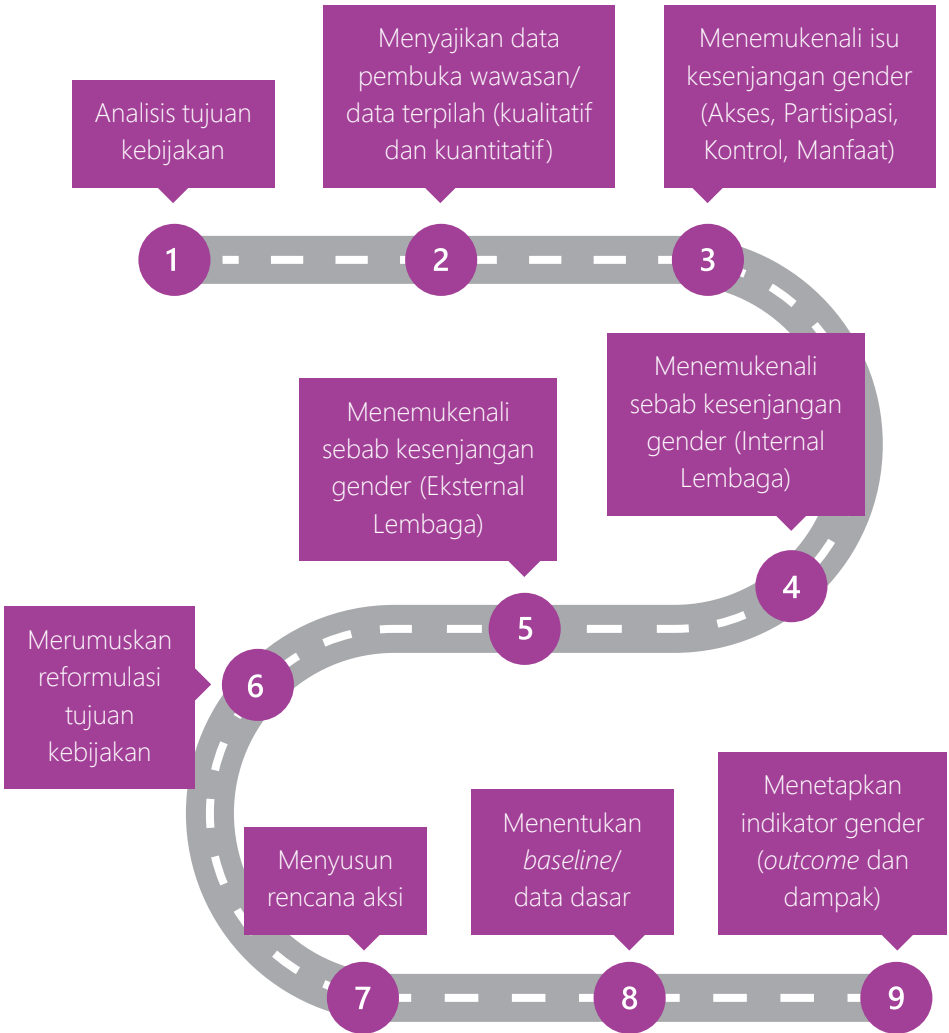 Analisis tujuan
kebijakan
1
Menyajikan data
pembuka wawasan/
data terpilah (kualitatif
dan kuantitatif)
2
Menemukenali isu
kesenjangan gender
(Akses, Partisipasi,
Kontrol, Manfaat)
3
Menemukenali
sebab kesenjangan
gender (Internal
Lembaga)
4
Menemukenali
sebab kesenjangan
gender (Eksternal
Lembaga)
5
Merumuskan
reformulasi
tujuan
kebijakan
6
Menyusun
rencana aksi
7
Menentukan
baseline/
data dasar
8
Menetapkan
indikator gender
(outcome dan
dampak)
9